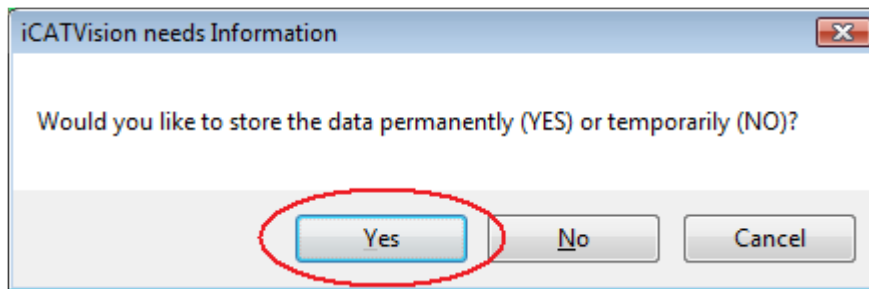 iCATVision needs Information
Would you like to store the data permanently (YES) or temporarily (NO)?
Yes No Cancel